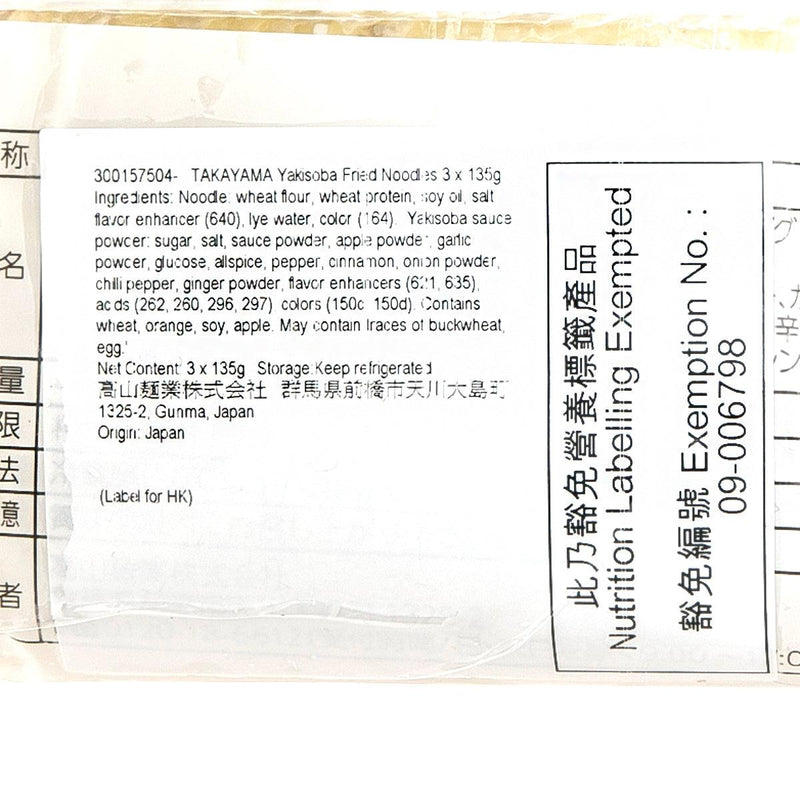 300157504- TAKAYAMA Yakisoba Fried Noodles 3 x 135g
Ingredients: Noodle: wheat flour, wheat protein, soy oil, salt
flavor enhancer (640), lye water, color (164). Yakisoba sauce
powder: sugar, salt, sauce powder, apple powder, garlic
powder, glucose, allspice, pepper, cinnamon, onion powder,
chilli pepper, ginger powder, flavor enhancers (621, 635),
acids (262, 260, 296, 297), colors (150c, 150d). Contains
wheat, orange, soy, apple. May contain traces of buckwheat,
egg.
Net Content: 3 x 135g Storage:Keep refrigerated
高山麺業株式会社 群馬県前橋市天川大島町
1325-2, Gunma, Japan
Origin: Japan
(Label for HK)
此乃豁免營養標籤產品
Nutrition Labelling Exempted
豁免編號 Exemption No. :
09-006798
称
名
量
限
法
者
グ
辛
ン